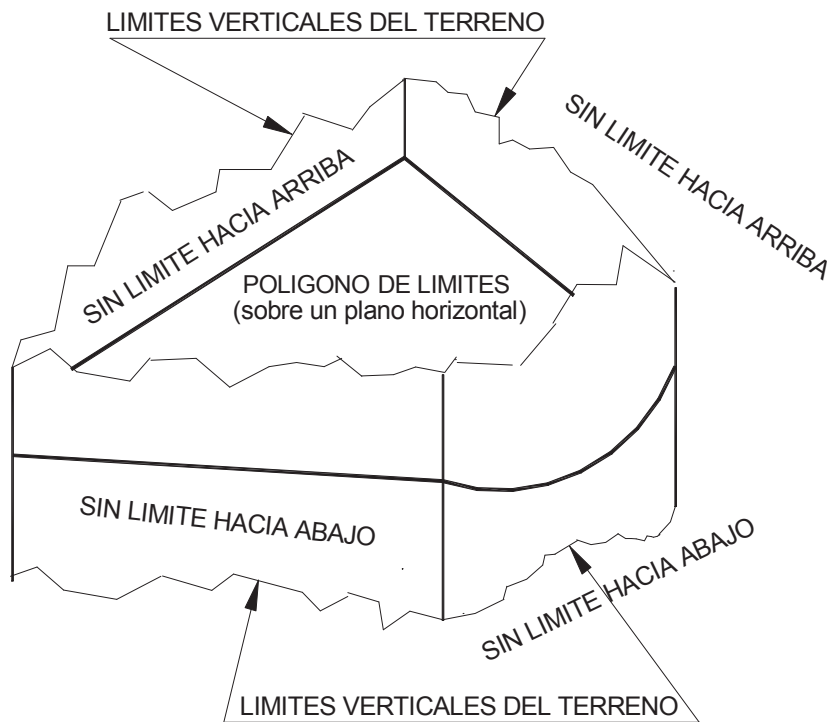 LIMITES VERTICALES DEL TERRENO
SIN LIMITE HACIA ARRIBA
SIN LIMITE HACIA ARRIBA
POLIGONO DE LIMITES
(sobre un plano horizontal)
SIN LIMITE HACIA ABAJO
SIN LIMITE HACIA ABAJO
LIMITES VERTICALES DEL TERRENO